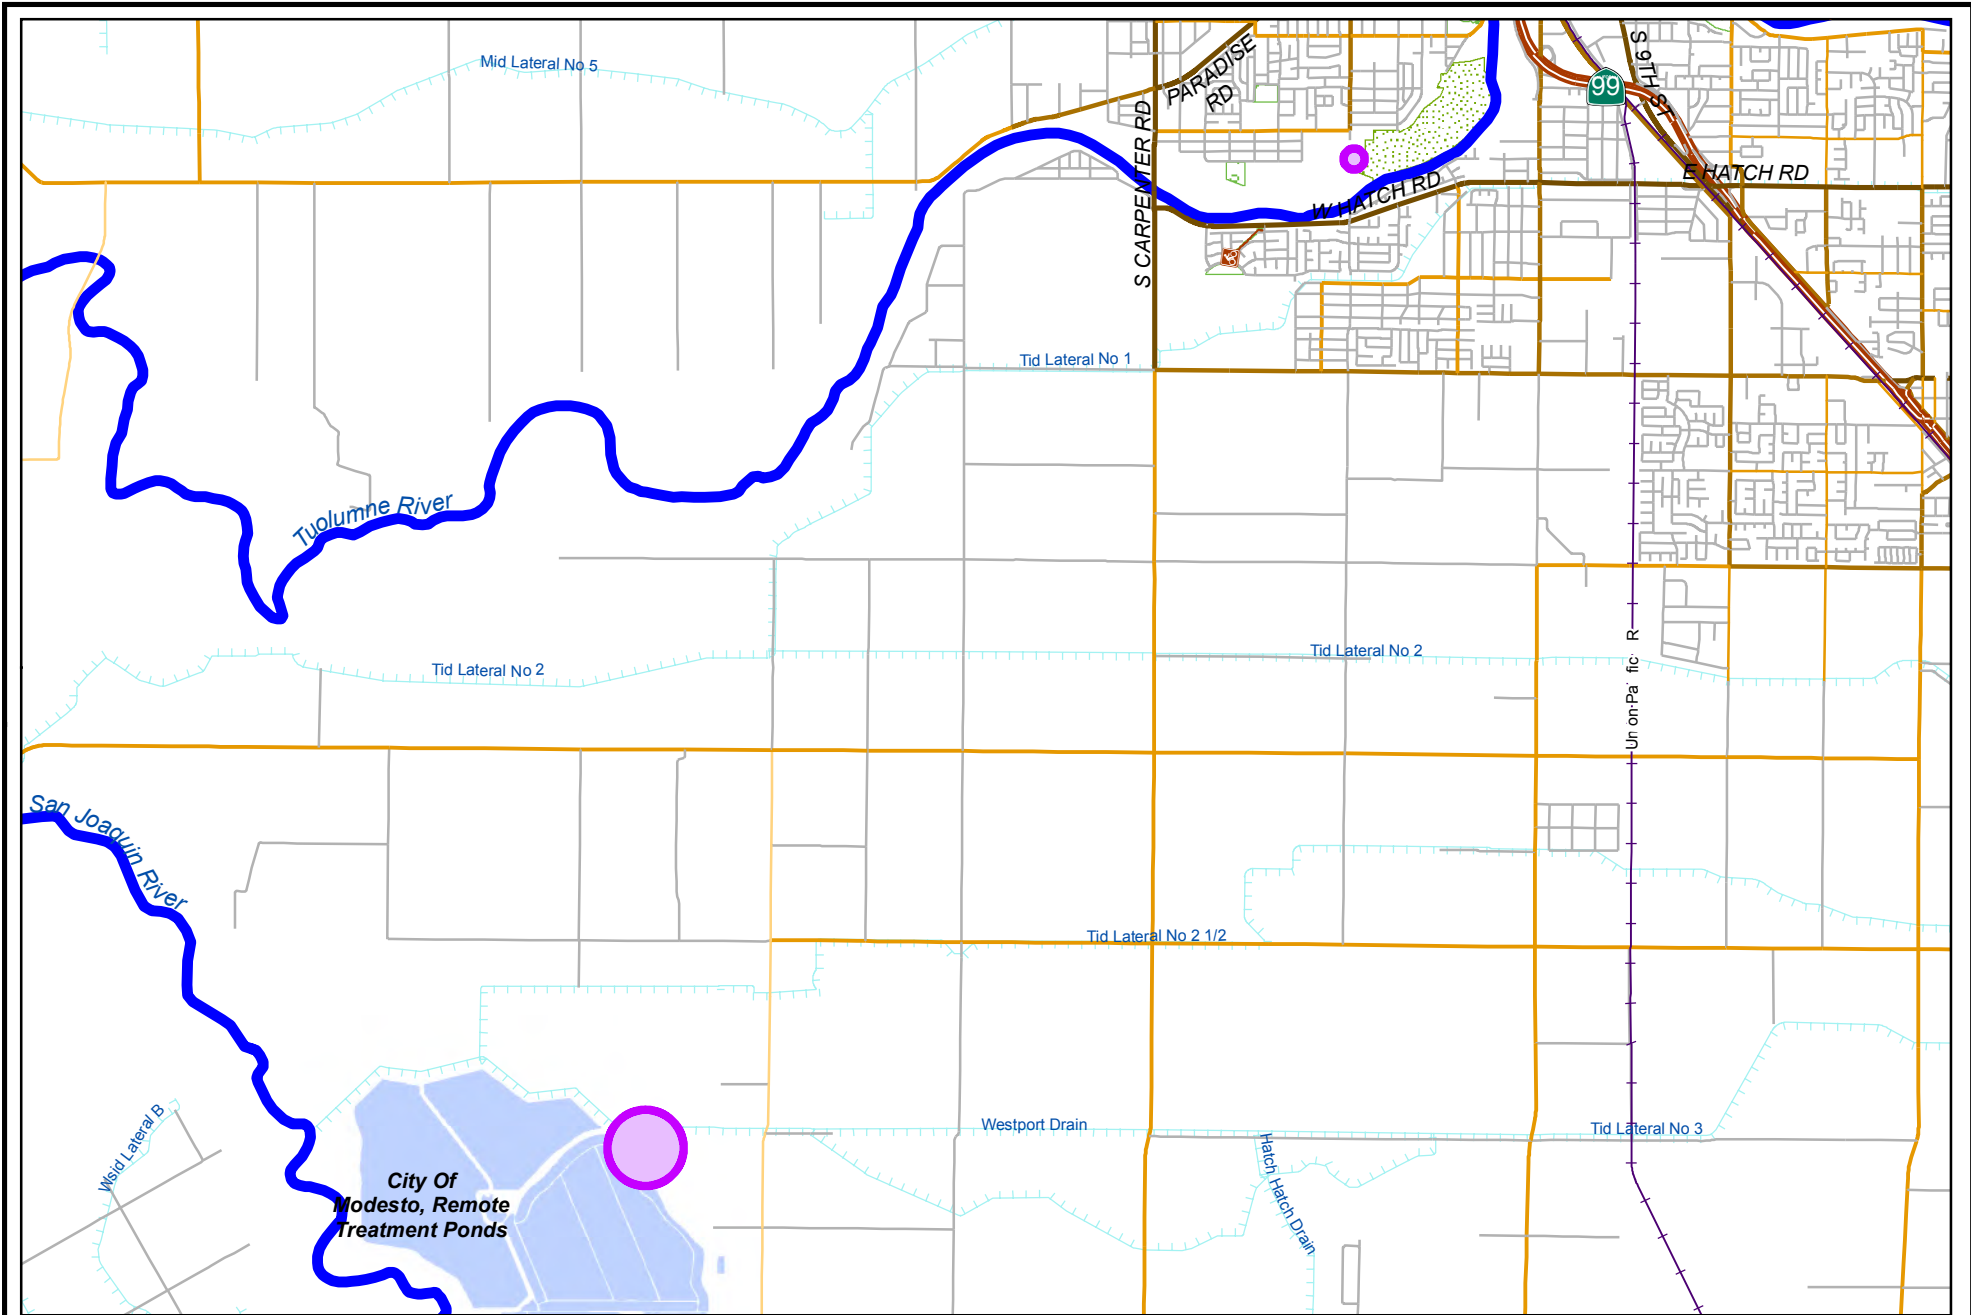 Mid Lateral No 5
PARADISE
RD
S CARPENTER RD
99
S 9TH ST
E HATCH RD
W HATCH RD
Tid Lateral No 1
Tuolumne River
Tid Lateral No 2
Tid Lateral No 2
San Joaquin River
Tid Lateral No 2 1/2
Wsid Lateral B
Westport Drain
Tid Lateral No 3
Hatch Hatch Drain
City Of
Modesto, Remote
Treatment Ponds